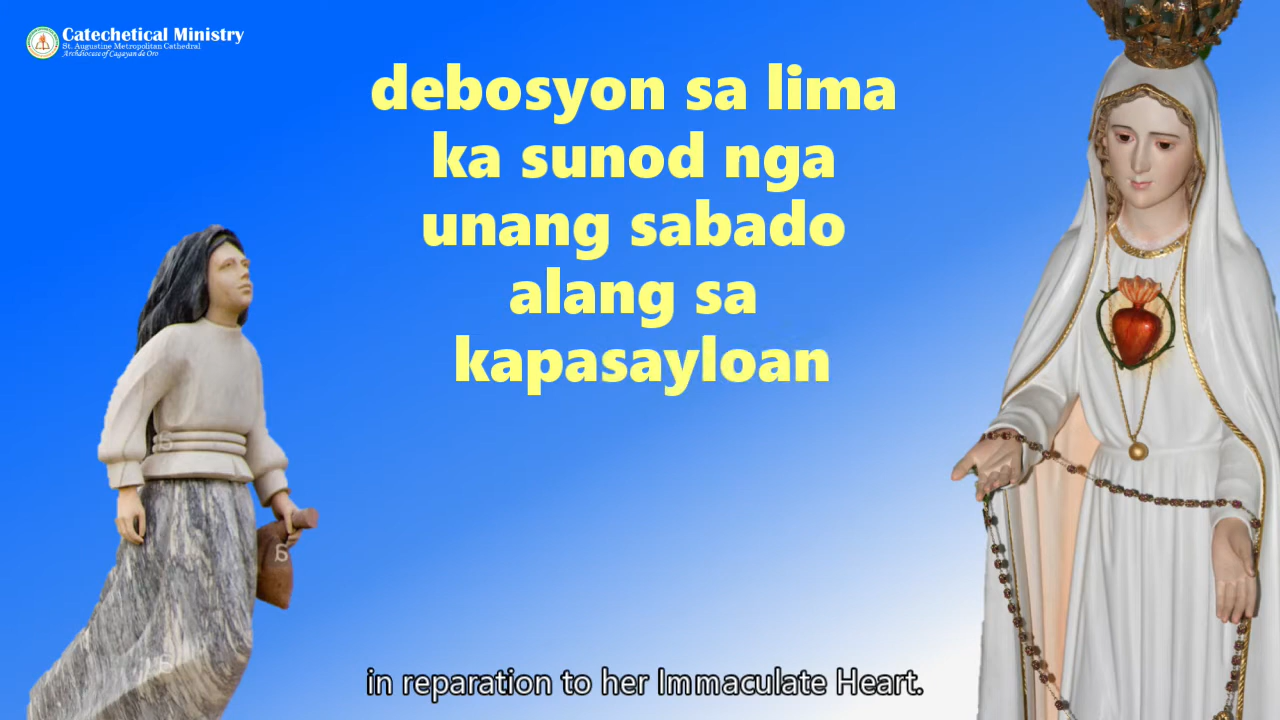 Catechetical Ministry
St. Augustine Metropolitan Cathedral
Archdiocese of Cagayan de Oro
debosyon sa lima
ka sunod nga
unang sabado
alang sa
kapasayloan
in reparation to her Immaculate Heart.